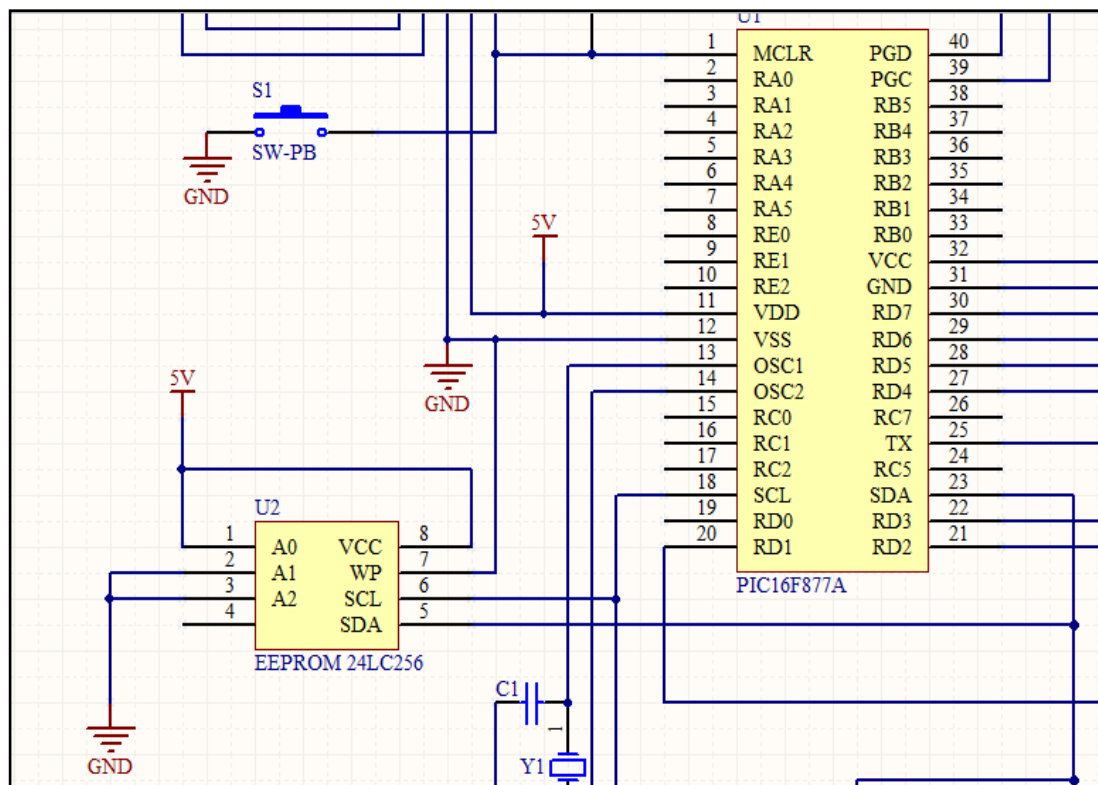 U1
1 MCLR PGD 40
2 RA0 PGC 39
3 RA1 RB5 38
4 RA2 RB4 37
5 RA3 RB3 36
6 RA4 RB2 35
7 RA5 RB1 34
8 RE0 RB0 33
9 RE1 VCC 32
10 RE2 GND 31
11 VDD RD7 30
12 VSS RD6 29
13 OSC1 RD5 28
14 OSC2 RD4 27
15 RC0 RC7 26
16 RC1 TX 25
17 RC2 RC5 24
18 SCL SDA 23
19 RD0 RD3 22
20 RD1 RD2 21
PIC16F877A
S1
SW-PB
GND
5V
GND
5V
U2
1 A0 VCC 8
2 A1 WP 7
3 A2 SCL 6
4 SDA 5
EEPROM 24LC256
GND
C1
1
Y1